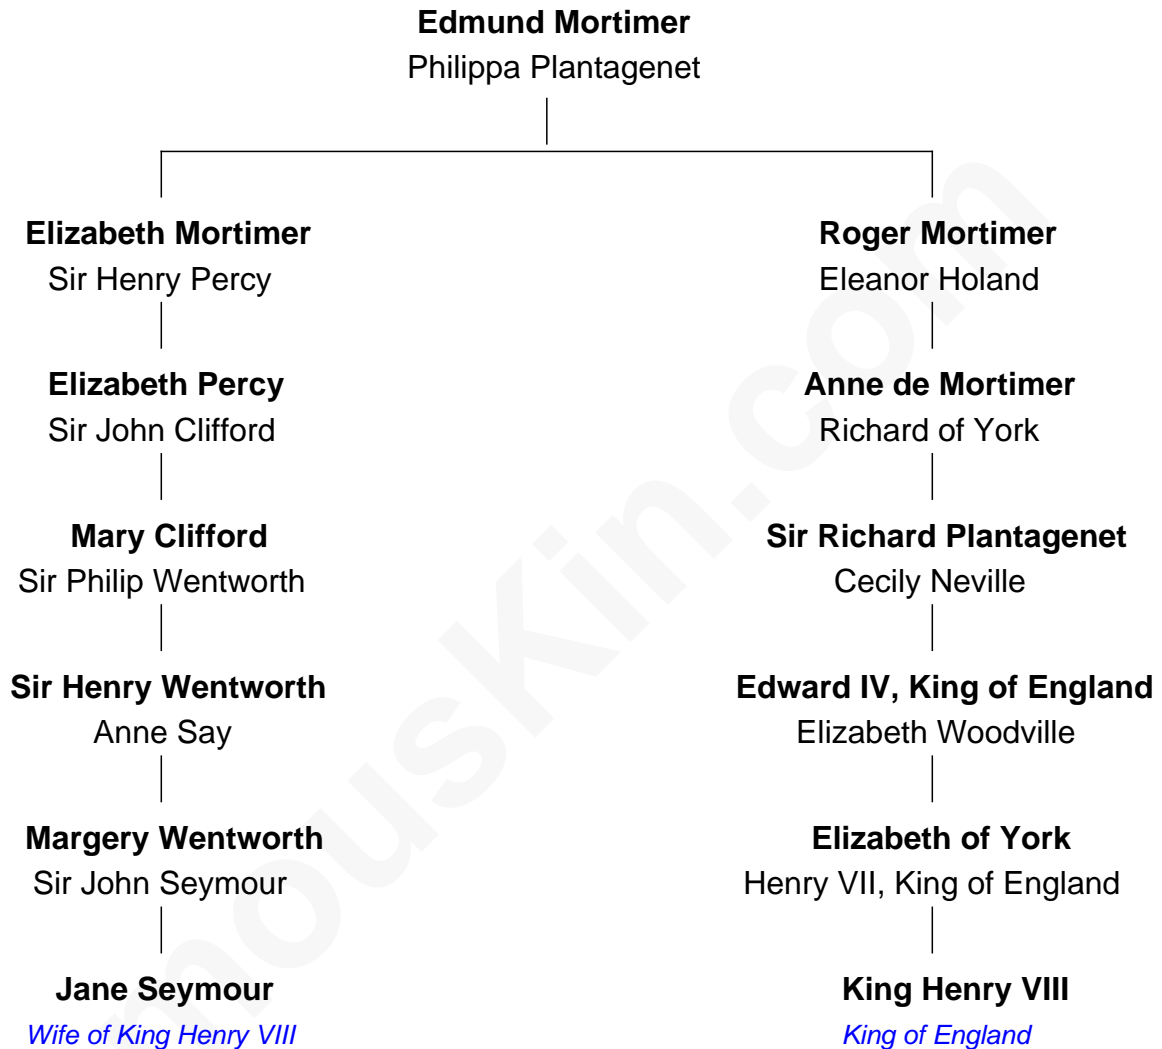 Edmund Mortimer
Philippa Plantagenet
Elizabeth Mortimer
Sir Henry Percy
Roger Mortimer
Eleanor Holand
Elizabeth Percy
Sir John Clifford
Anne de Mortimer
Richard of York
Mary Clifford
Sir Philip Wentworth
Sir Richard Plantagenet
Cecily Neville
Sir Henry Wentworth
Anne Say
Edward IV, King of England
Elizabeth Woodville
Margery Wentworth
Sir John Seymour
Elizabeth of York
Henry VII, King of England
Jane Seymour
Wife of King Henry VIII
King Henry VIII
King of England
mousKin.com